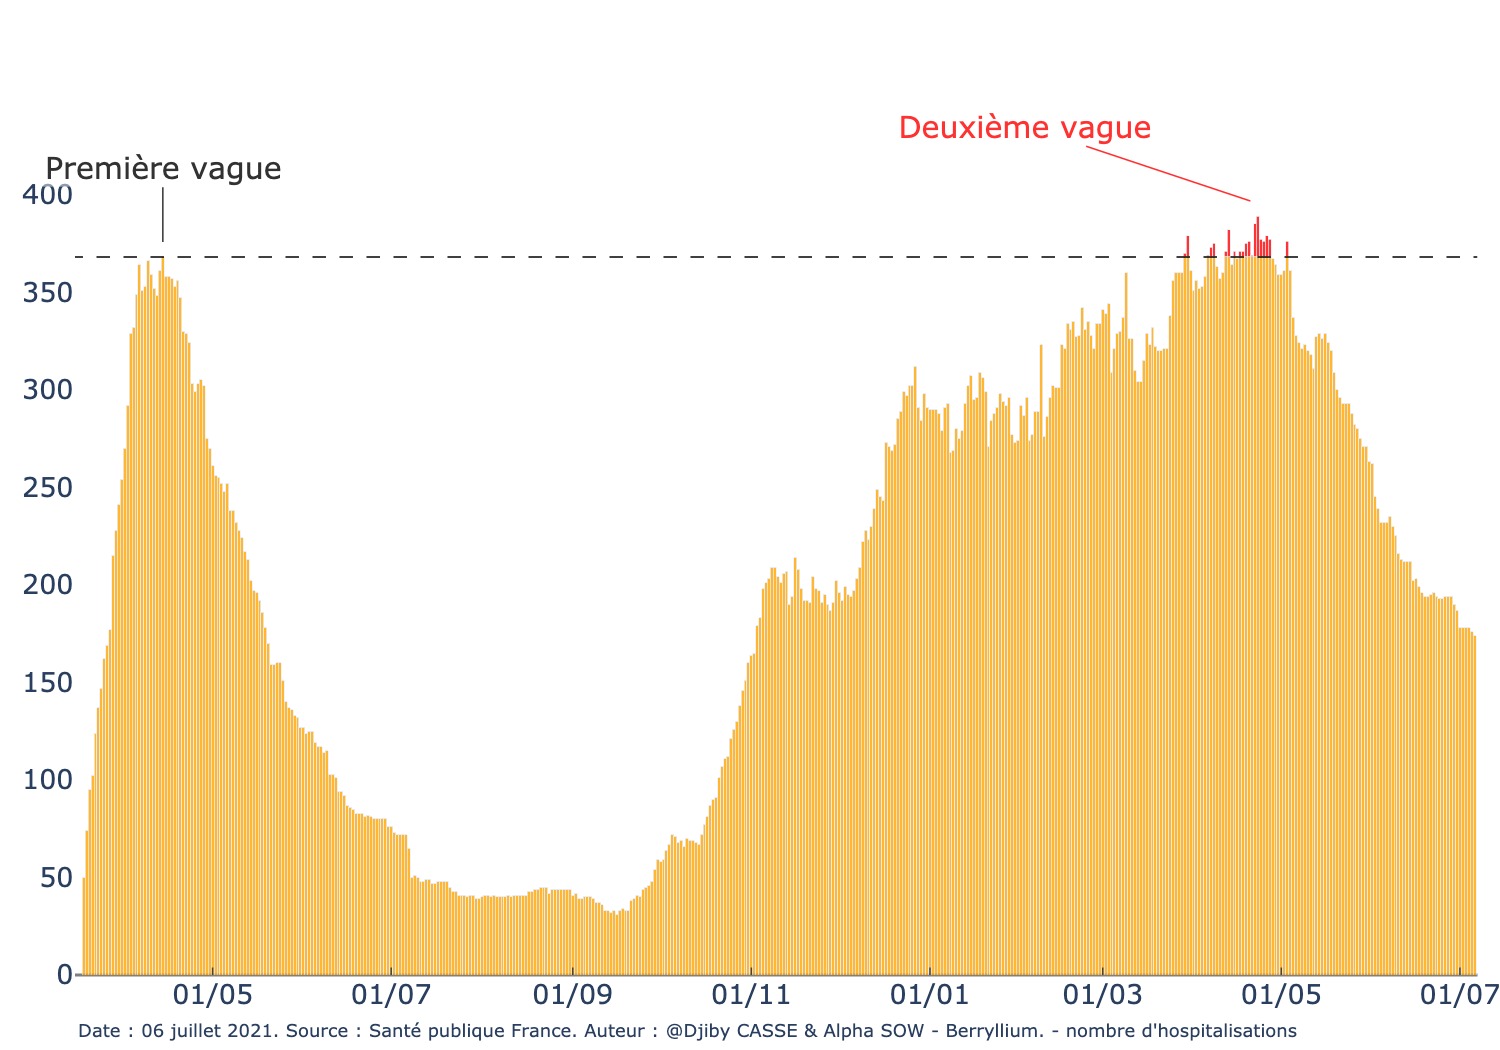 Deuxième vague
Première vague
400
350
300
250
200
150
100
50
0
01/05 01/07 01/09 01/11 01/01 01/03 01/05 01/07
Date : 06 juillet 2021. Source : Santé publique France. Auteur : @Djiby CASSE & Alpha SOW - Berryllium. - nombre d'hospitalisations